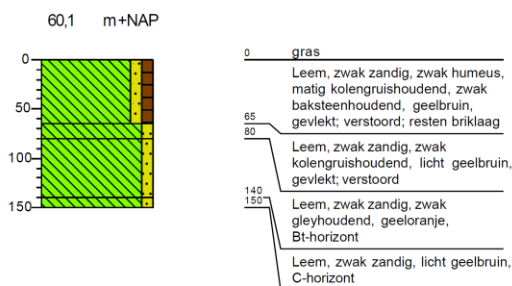 60,1 m+NAP
0
50
100
150
0 gras
Leem, zwak zandig, zwak humeus,
matig kolengruishoudend, zwak
baksteenhoudend, geelbruin,
gevlekt; verstoord; resten briklaag
65
80
Leem, zwak zandig, zwak
kolengruishoudend, licht geelbruin,
gevlekt; verstoord
140
150
Leem, zwak zandig, zwak
gleyhoudend, geeloranje,
Bt-horizont
Leem, zwak zandig, licht geelbruin,
C-horizont